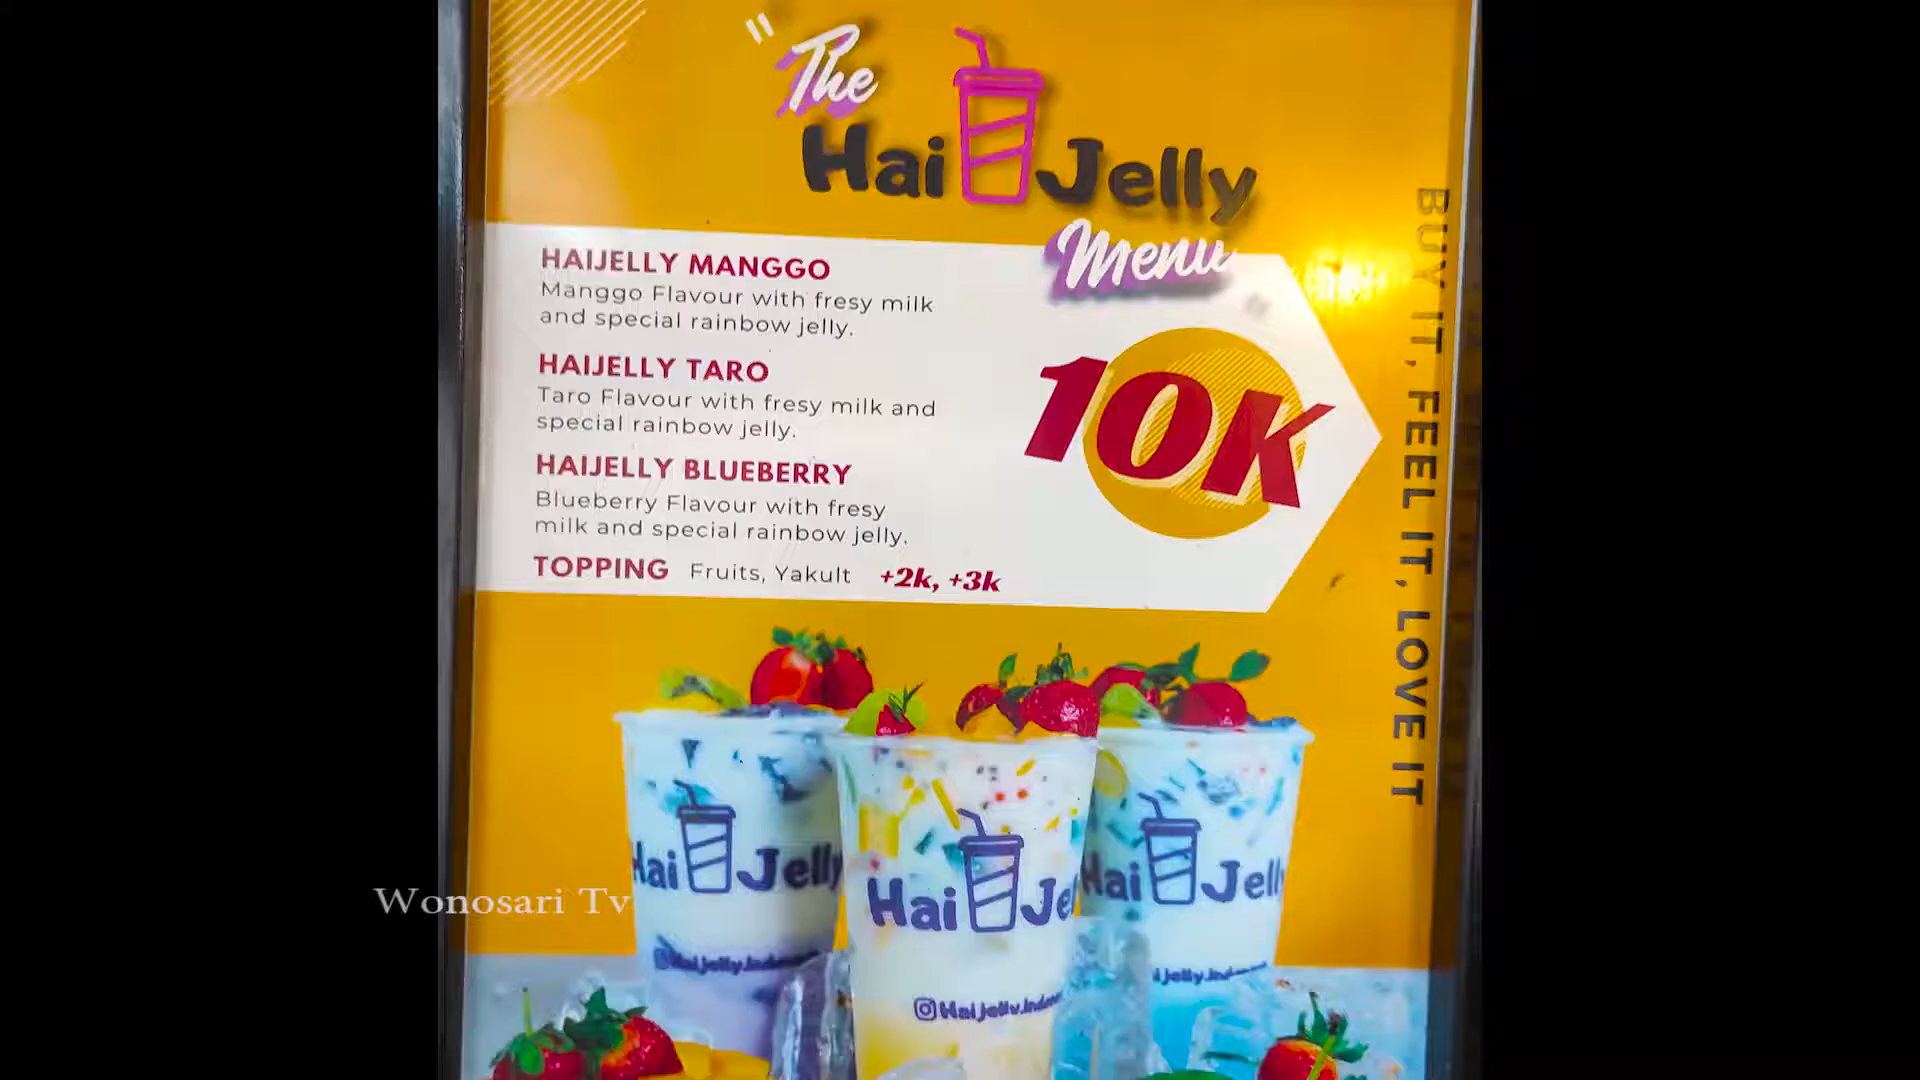 "The
Hai Jelly
Menu"
HAIJELLY MANGGO
Manggo Flavour with fresy milk
and special rainbow jelly.
HAIJELLY TARO
Taro Flavour with fresy milk and
special rainbow jelly.
HAIJELLY BLUEBERRY
Blueberry Flavour with fresy
milk and special rainbow jelly.
TOPPING Fruits, Yakult +2k, +3k
10K
BUY IT, FEEL IT, LOVE IT
Hai Jelly
Hai Je
Hai Jelly
Wonosari Tv